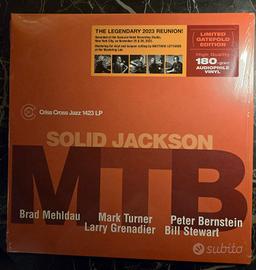 THE LEGENDARY 2023 REUNION!
LIMITED
GATEFOLD
EDITION
High Quality
180 gram
AUDIOPHILE
VINYL
Criss Cross Jazz 1423 LP
SOLID JACKSON
MTB
Brad Mehldau
Mark Turner
Peter Bernstein
Larry Grenadier
Bill Stewart
subito